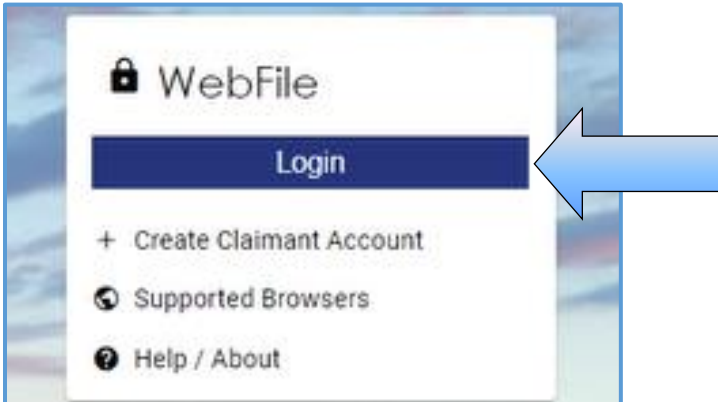 WebFile
Login
+ Create Claimant Account
Supported Browsers
Help / About